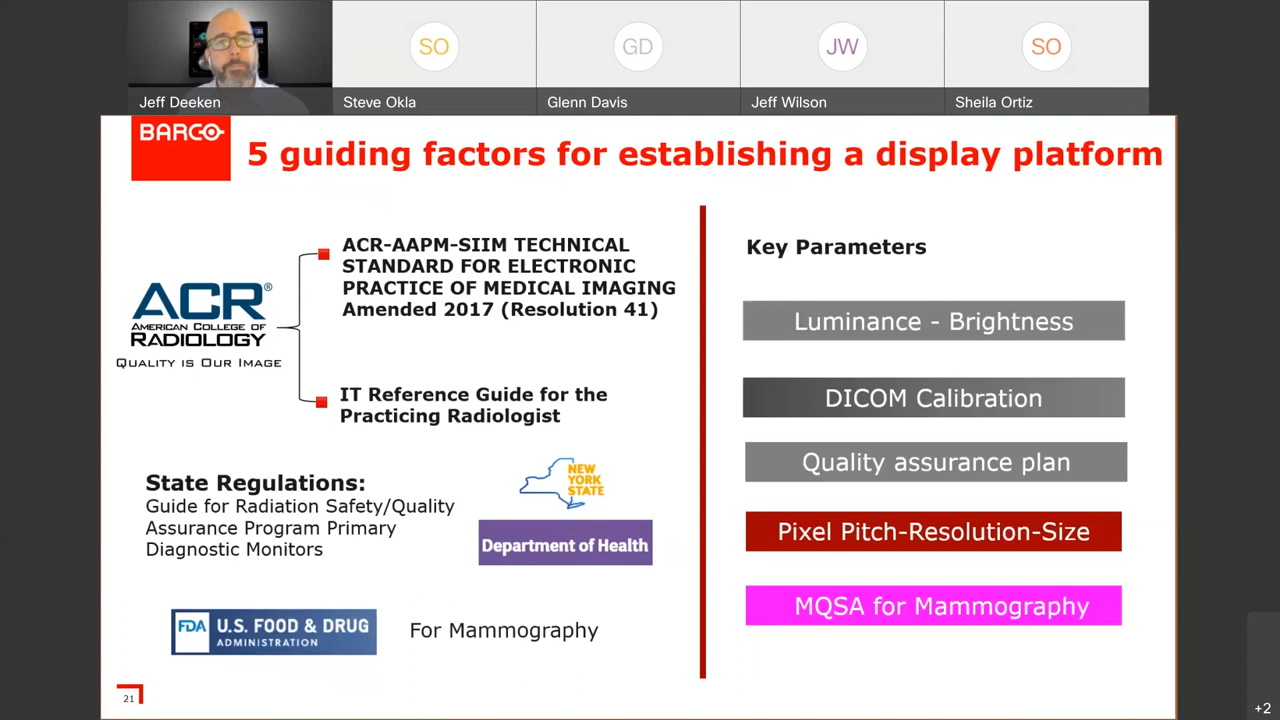 SO
GD
JW
SO
Jeff Deeken
Steve Okla
Glenn Davis
Jeff Wilson
Sheila Ortiz
BARCO
5 guiding factors for establishing a display platform
ACR®
AMERICAN COLLEGE OF
RADIOLOGY
QUALITY IS OUR IMAGE
ACR-AAPM-SIIM TECHNICAL
STANDARD FOR ELECTRONIC
PRACTICE OF MEDICAL IMAGING
Amended 2017 (Resolution 41)
IT Reference Guide for the
Practicing Radiologist
State Regulations:
Guide for Radiation Safety/Quality
Assurance Program Primary
Diagnostic Monitors
NEW
YORK
STATE
Department of Health
FDA
U.S. FOOD & DRUG
ADMINISTRATION
For Mammography
Key Parameters
Luminance - Brightness
DICOM Calibration
Quality assurance plan
Pixel Pitch-Resolution-Size
MQSA for Mammography
21
+2